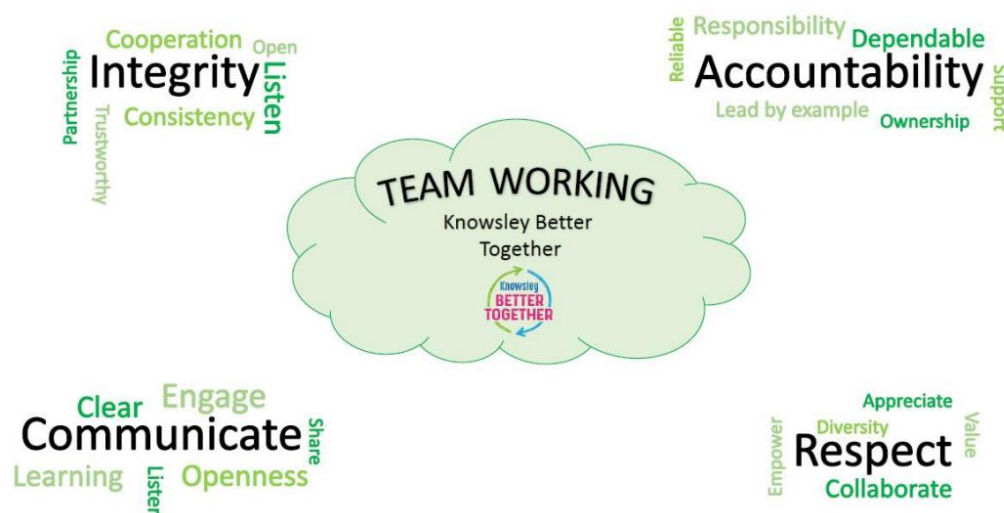 Cooperation
Open
Partnership
Integrity
Listen
Trustworthy
Consistency
Reliable
Responsibility
Dependable
Accountability
Support
Lead by example
Ownership
TEAM WORKING
Knowsley Better
Together
Knowsley
BETTER
TOGETHER
Clear
Engage
Communicate
Share
Learning
Listen
Openness
Appreciate
Empower
Diversity
Value
Respect
Collaborate